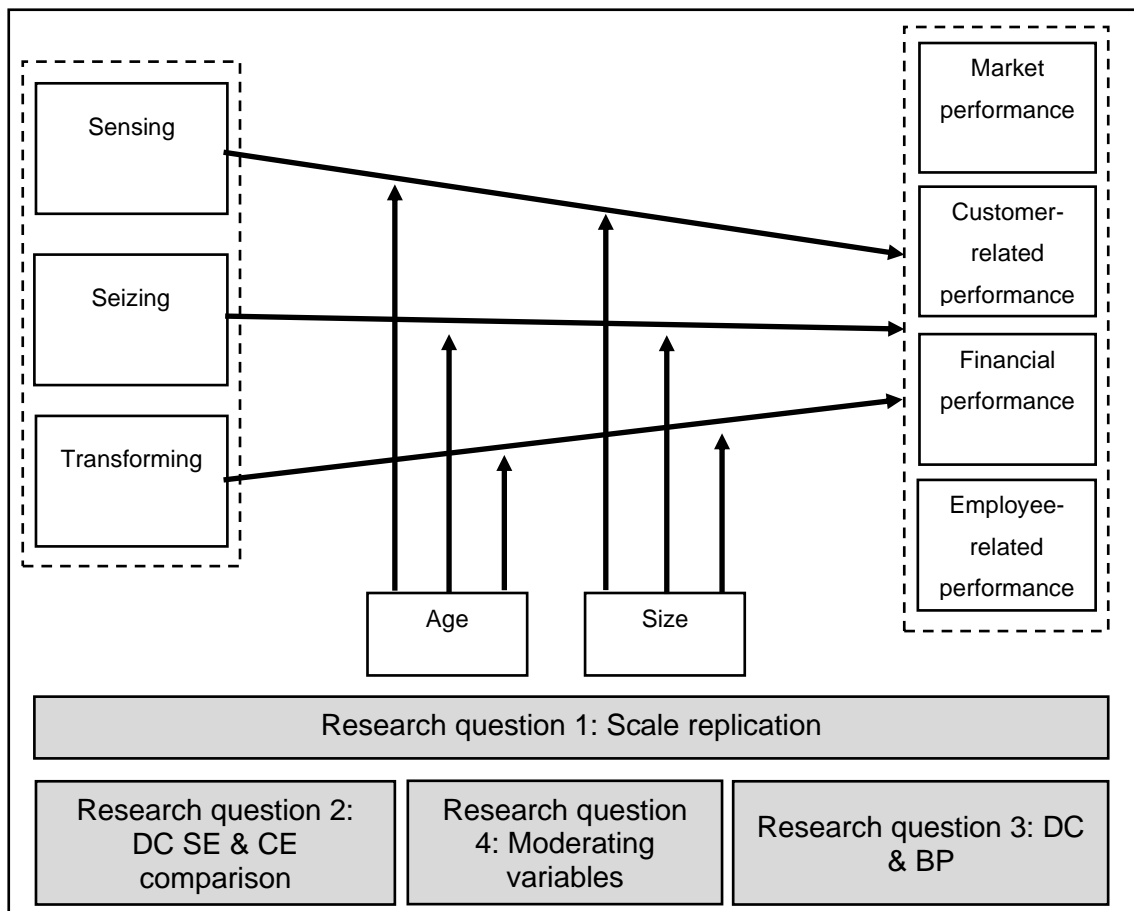 Sensing
Seizing
Transforming
Market
performance
Customer-
related
performance
Financial
performance
Employee-
related
performance
Age
Size
Research question 1: Scale replication
Research question 2:
DC SE & CE
comparison
Research question
4: Moderating
variables
Research question 3: DC
& BP